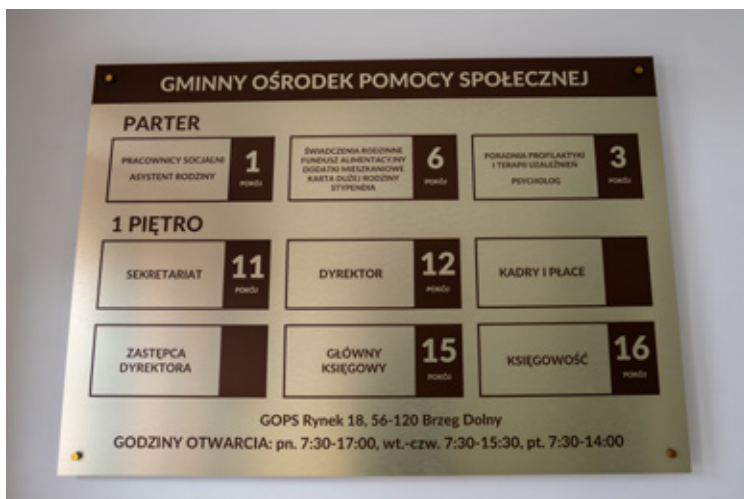 GMINNY OŚRODEK POMOCY SPOŁECZNEJ
PARTER
PRACOWNICY SOCJALNI
ASYSTENT RODZINY
1
POKÓJ
ŚWIADCZENIA RODZINNE
FUNDUSZ ALIMENTACYJNY
DODATKI MIESZKANIOWE
KARTA DUŻEJ RODZINY
STYPENDIA
6
POKÓJ
PORADNIA PROFILAKTYKI
I TERAPII UZALEŻNIEŃ
PSYCHOLOG
3
POKÓJ
1 PIĘTRO
SEKRETARIAT
11
POKÓJ
DYREKTOR
12
POKÓJ
KADRY I PŁACE
ZASTĘPCA
DYREKTORA
GŁÓWNY
KSIĘGOWY
15
POKÓJ
KSIĘGOWOŚĆ
16
POKÓJ
GOPS Rynek 18, 56-120 Brzeg Dolny
GODZINY OTWARCIA: pn. 7:30-17:00, wt.-czw. 7:30-15:30, pt. 7:30-14:00